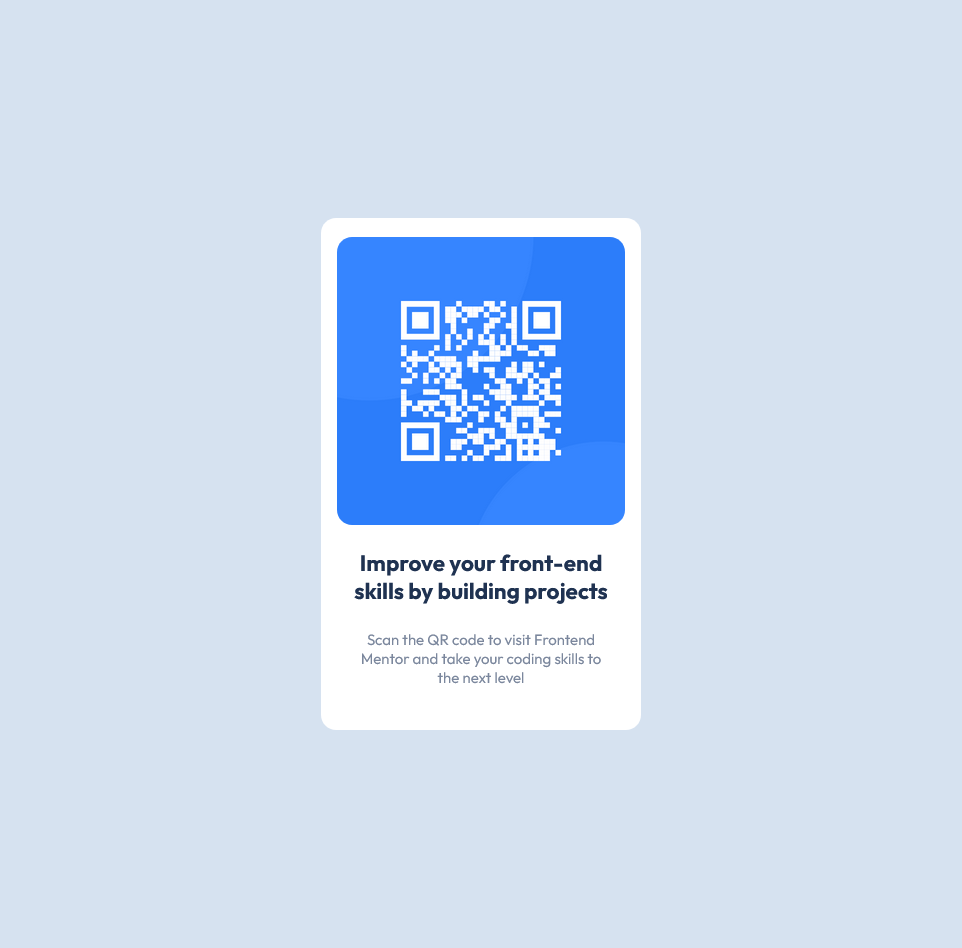 Improve your front-end
skills by building projects
Scan the QR code to visit Frontend
Mentor and take your coding skills to
the next level